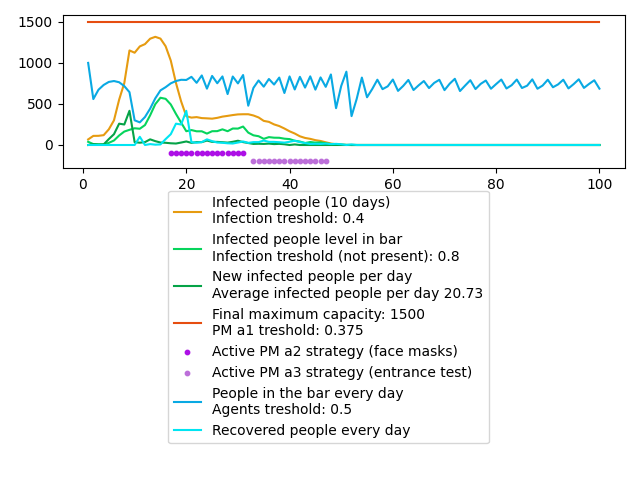 1500
1000
500
0
0
20
40
60
80
100
Infected people (10 days)
Infection treshold: 0.4
Infected people level in bar
Infection treshold (not present): 0.8
New infected people per day
Average infected people per day 20.73
Final maximum capacity: 1500
PM a1 treshold: 0.375
Active PM a2 strategy (face masks)
Active PM a3 strategy (entrance test)
People in the bar every day
Agents treshold: 0.5
Recovered people every day